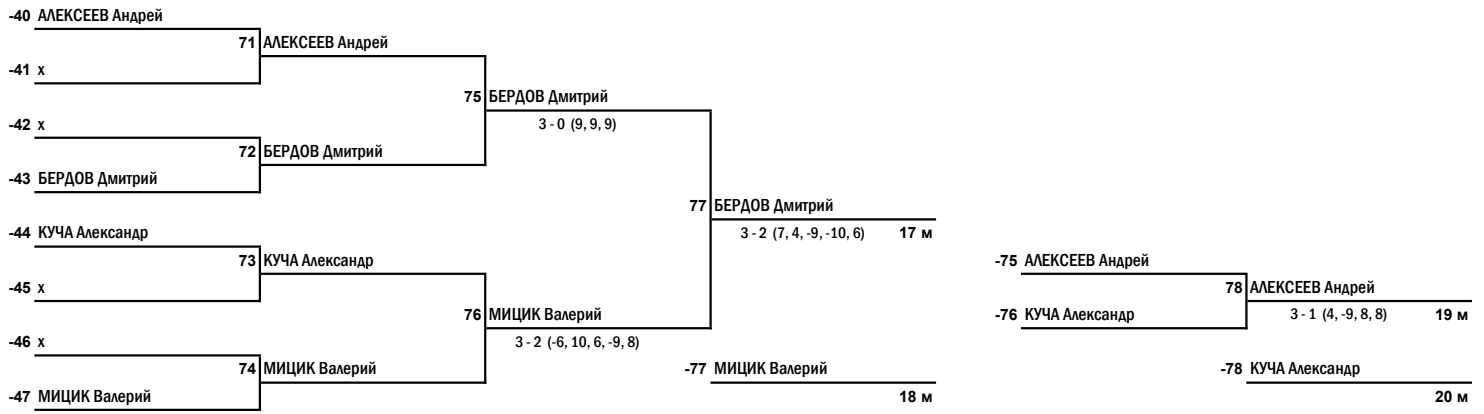 -40 АЛЕКСЕЕВ Андрей
71 АЛЕКСЕЕВ Андрей
-41 x
75 БЕРДОВ Дмитрий
3 - 0 (9, 9, 9)
-42 x
72 БЕРДОВ Дмитрий
-43 БЕРДОВ Дмитрий
77 БЕРДОВ Дмитрий
3 - 2 (7, 4, -9, -10, 6) 17 м
-44 КУЧА Александр
73 КУЧА Александр
-45 x
76 МИЦИК Валерий
3 - 2 (-6, 10, 6, -9, 8)
-46 x
74 МИЦИК Валерий
-47 МИЦИК Валерий
-77 МИЦИК Валерий
18 м
-75 АЛЕКСЕЕВ Андрей
78 АЛЕКСЕЕВ Андрей
3 - 1 (4, -9, 8, 8) 19 м
-76 КУЧА Александр
-78 КУЧА Александр
20 м